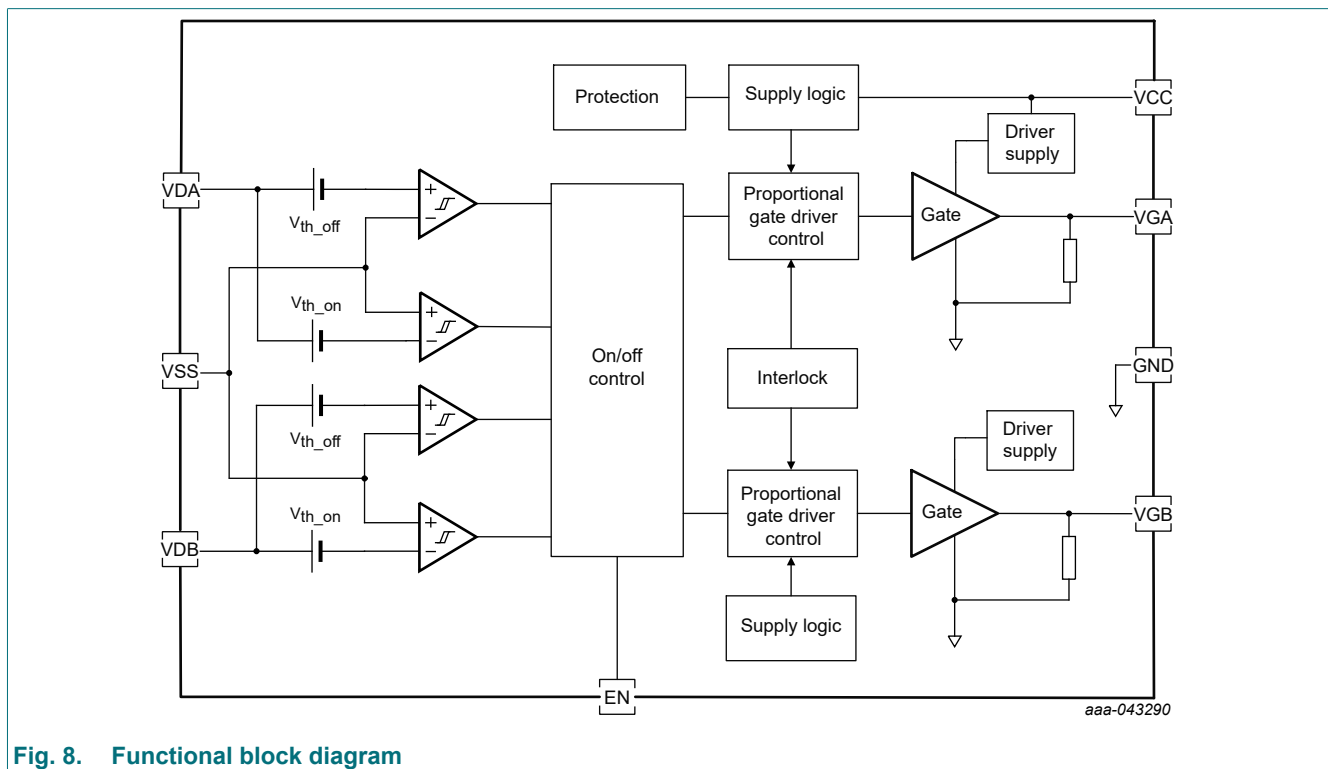 Protection
Supply logic
VCC
Driver
supply
VDA
+
−
Vth_off
Proportional
gate driver
control
Gate
VGA
Vth_on
+
−
On/off
control
VSS
Interlock
GND
+
−
Vth_off
Driver
supply
Vth_on
+
−
VDB
Proportional
gate driver
control
Gate
VGB
Supply logic
EN
aaa-043290
Fig. 8. Functional block diagram